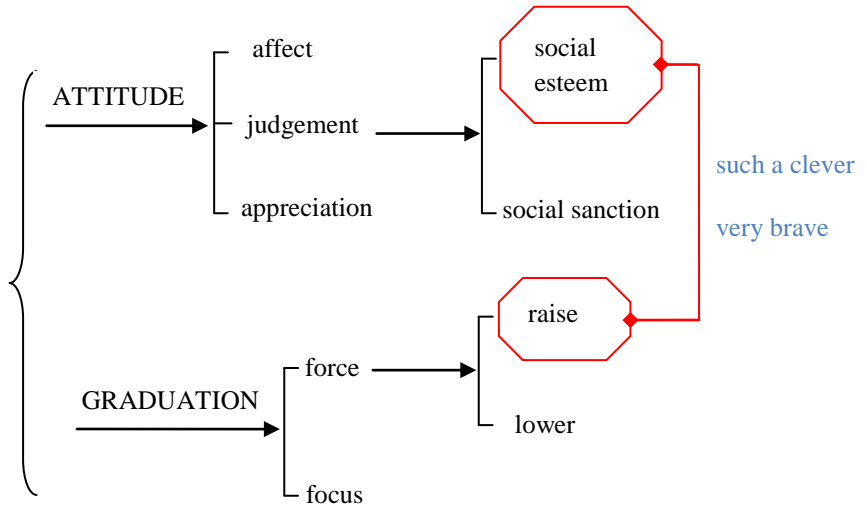 affect
ATTITUDE
judgement
appreciation
social
esteem
social sanction
such a clever
very brave
raise
force
GRADUATION
lower
focus